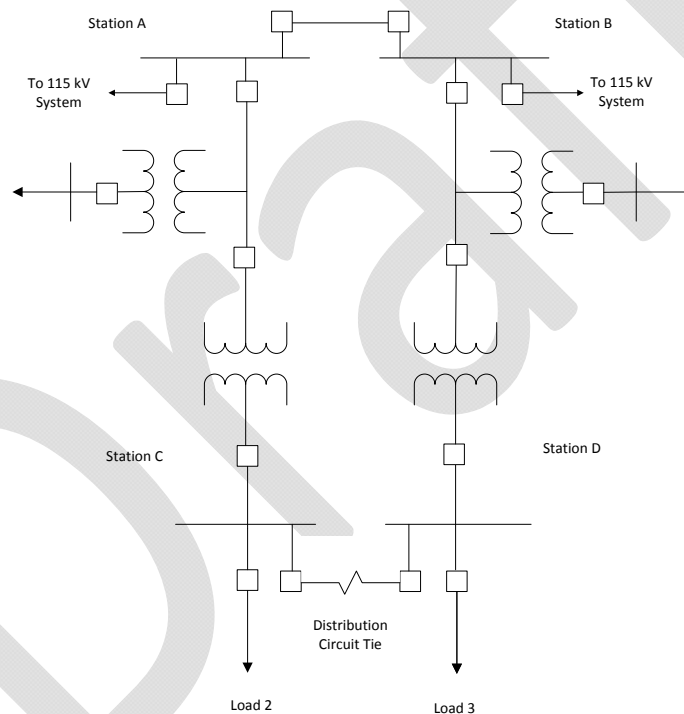 Station A
Station B
To 115 kV
System
To 115 kV
System
Station C
Station D
Distribution
Circuit Tie
Load 2
Load 3